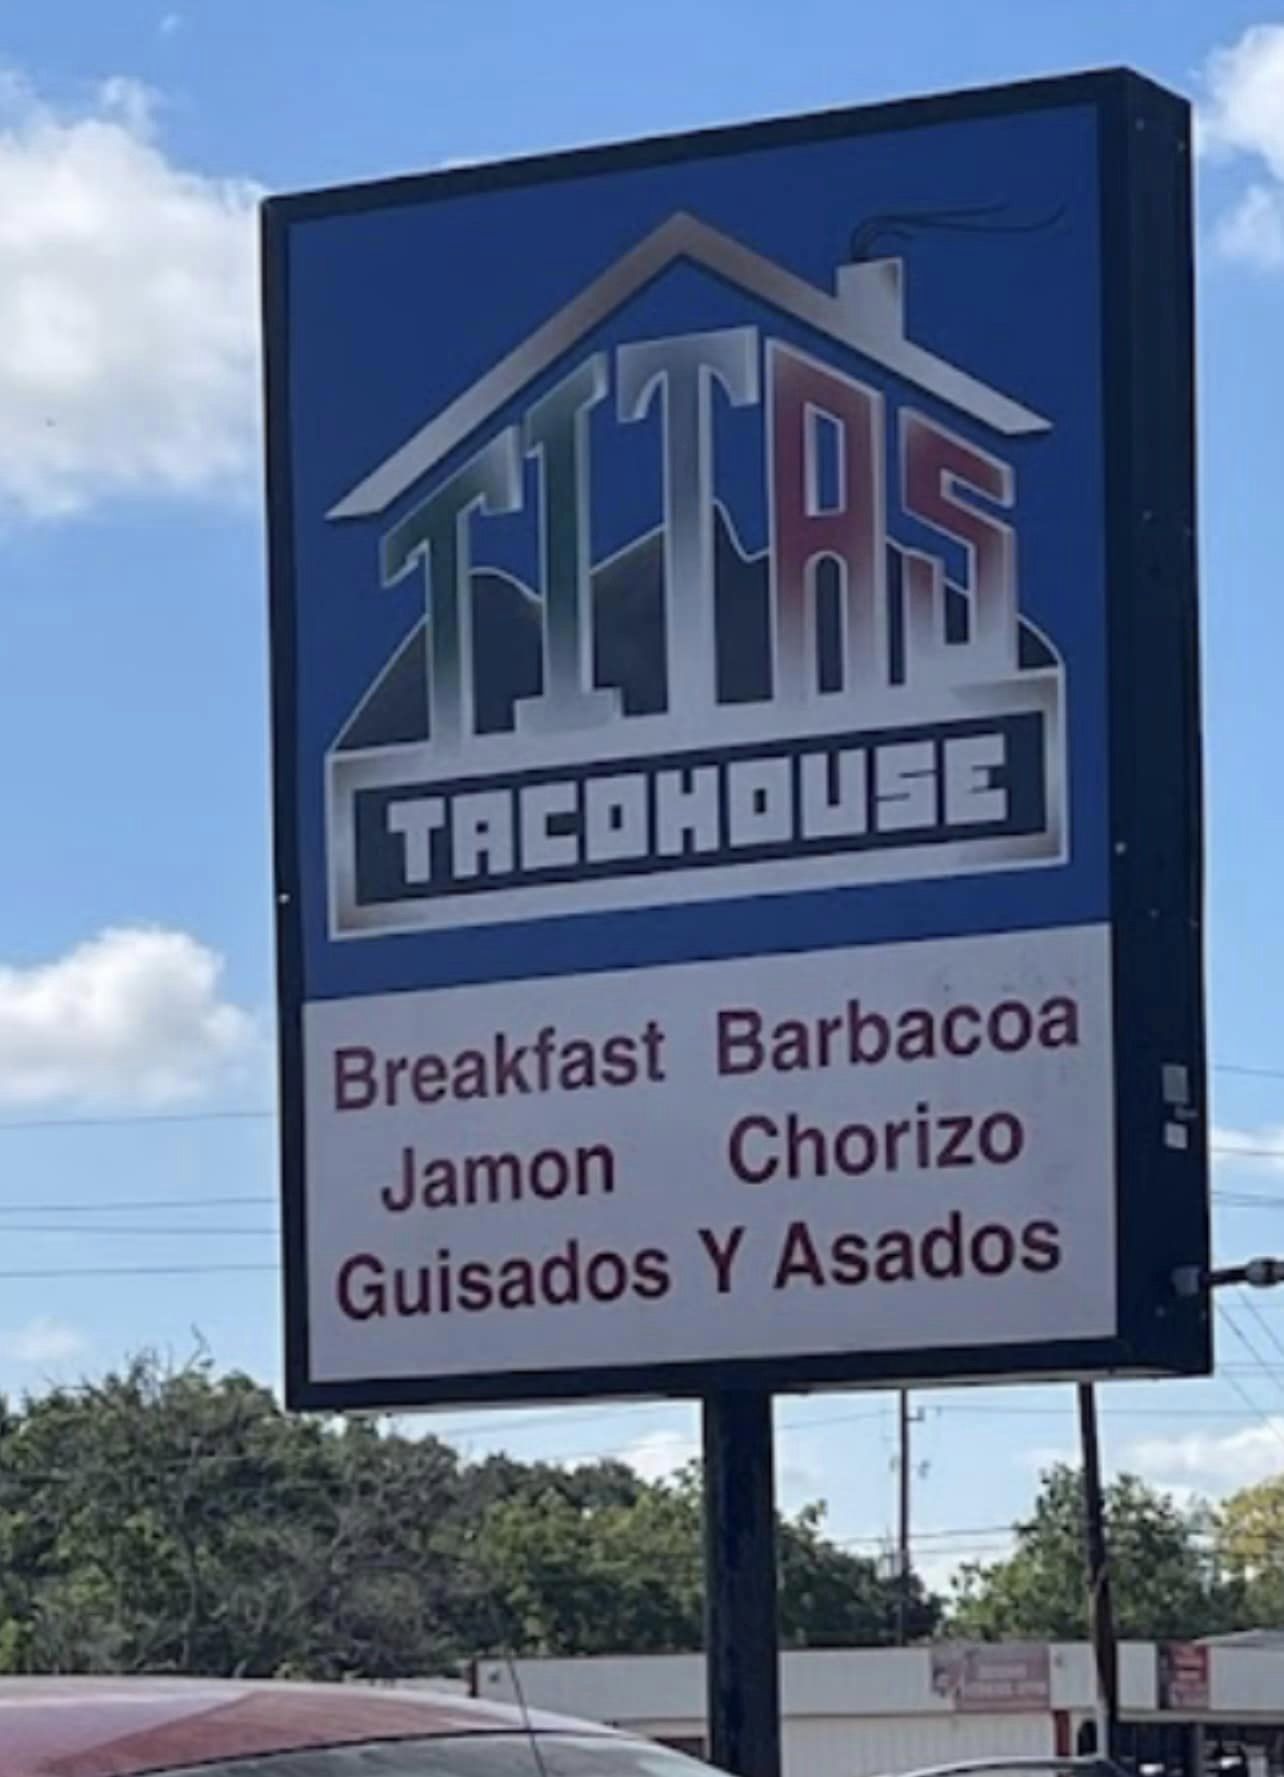 TITAS
TACOHOUSE
Breakfast Barbacoa
Jamon Chorizo
Guisados Y Asados